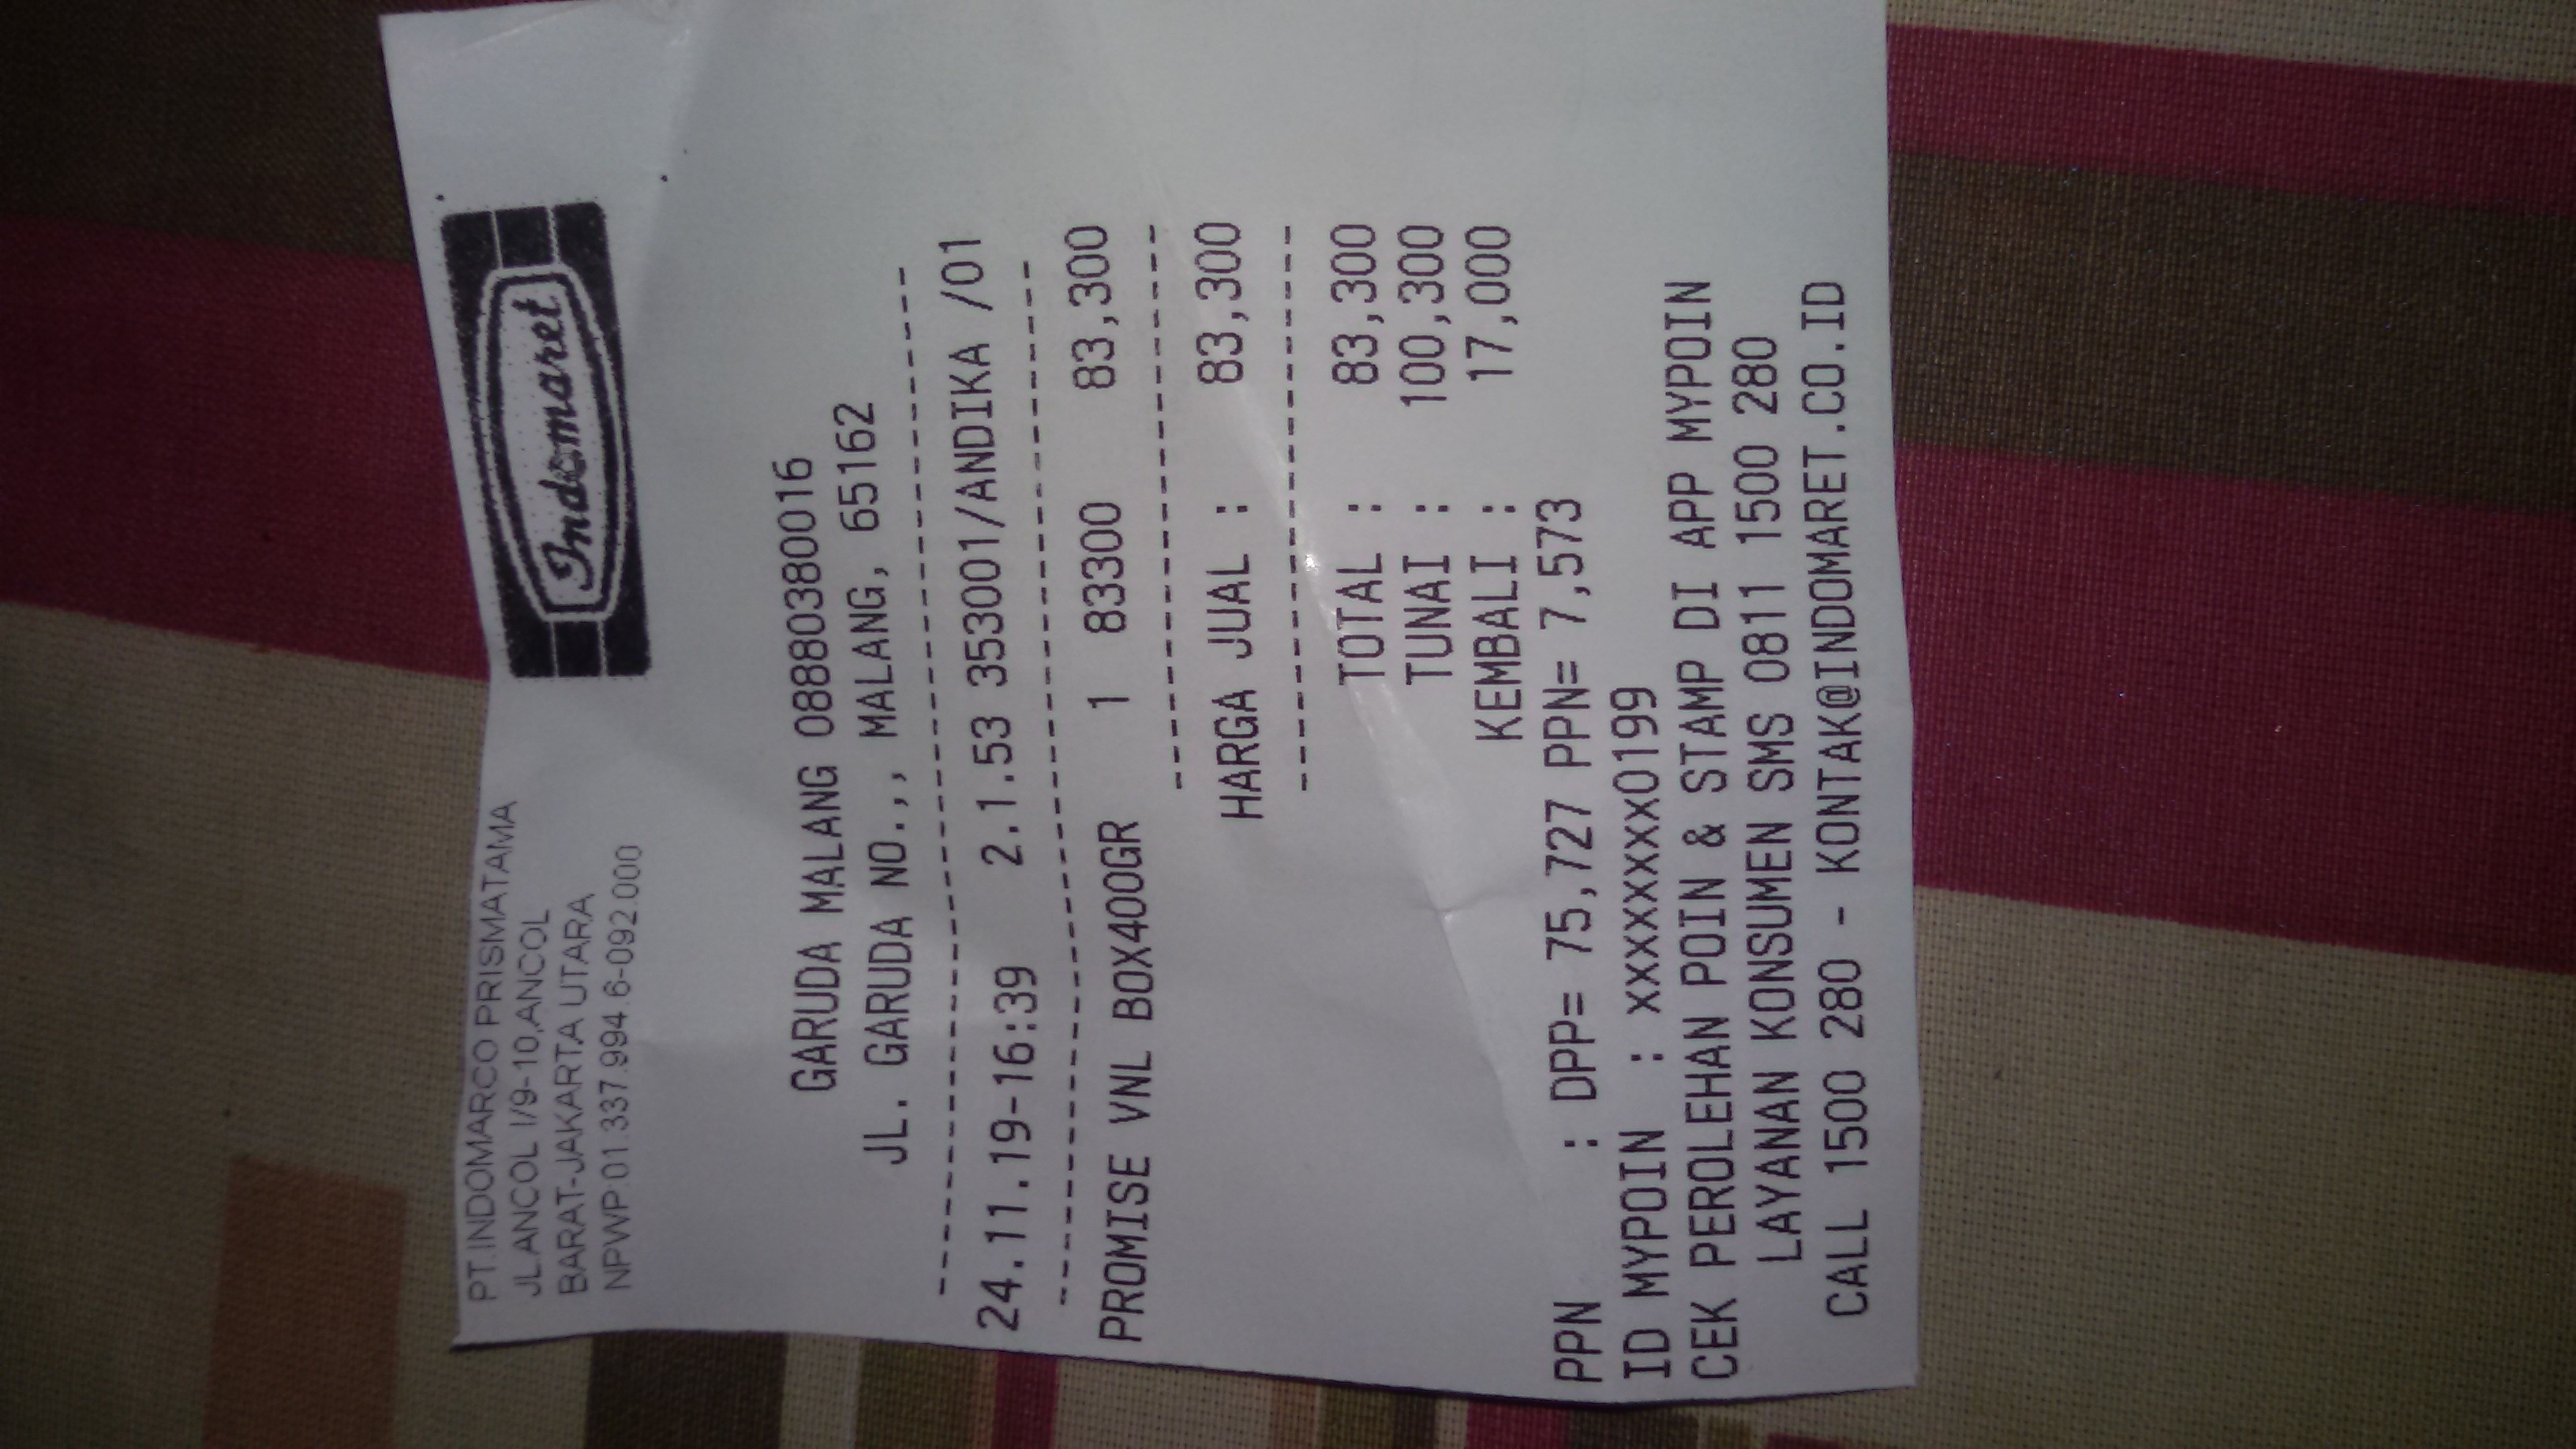 PT.INDOMARCO PRISMATAMA
JL.ANCOL I/9-10,ANCOL
BARAT-JAKARTA UTARA
NPWP.01.337.994.6-092.000
Indomaret
GARUDA MALANG 08880380016
JL. GARUDA NO.,, MALANG, 65162
24.11.19-16:39 2.1.53 353001/ANDIKA /01
PROMISE VNL BOX400GR 1 83300 83,300
HARGA JUAL : 83,300
TOTAL : 83,300
TUNAI : 100,300
KEMBALI : 17,000
PPN : DPP= 75,727 PPN= 7,573
ID MYPOIN : xxxxxxxx0199
CEK PEROLEHAN POIN & STAMP DI APP MYPOIN
LAYANAN KONSUMEN SMS 0811 1500 280
CALL 1500 280 - KONTAK@INDOMARET.CO.ID